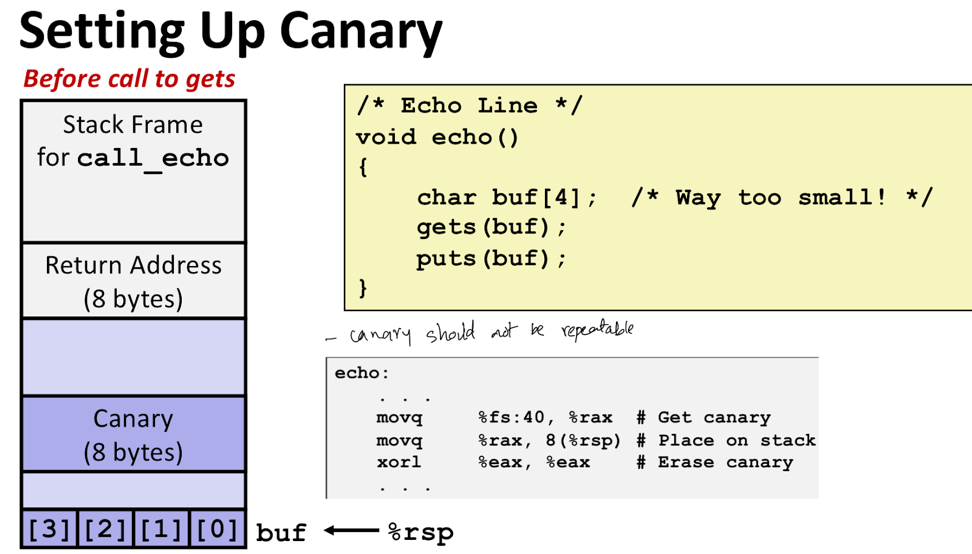 Setting Up Canary
Before call to gets
Stack Frame
for call_echo
Return Address
(8 bytes)
Canary
(8 bytes)
[3] [2] [1] [0] buf ← %rsp
/* Echo Line */
void echo()
{
    char buf[4];  /* Way too small! */
    gets(buf);
    puts(buf);
}
- canary should not be repeatable
echo:
. . .
movq %fs:40, %rax # Get canary
movq %rax, 8(%rsp) # Place on stack
xorl %eax, %eax # Erase canary
. . .